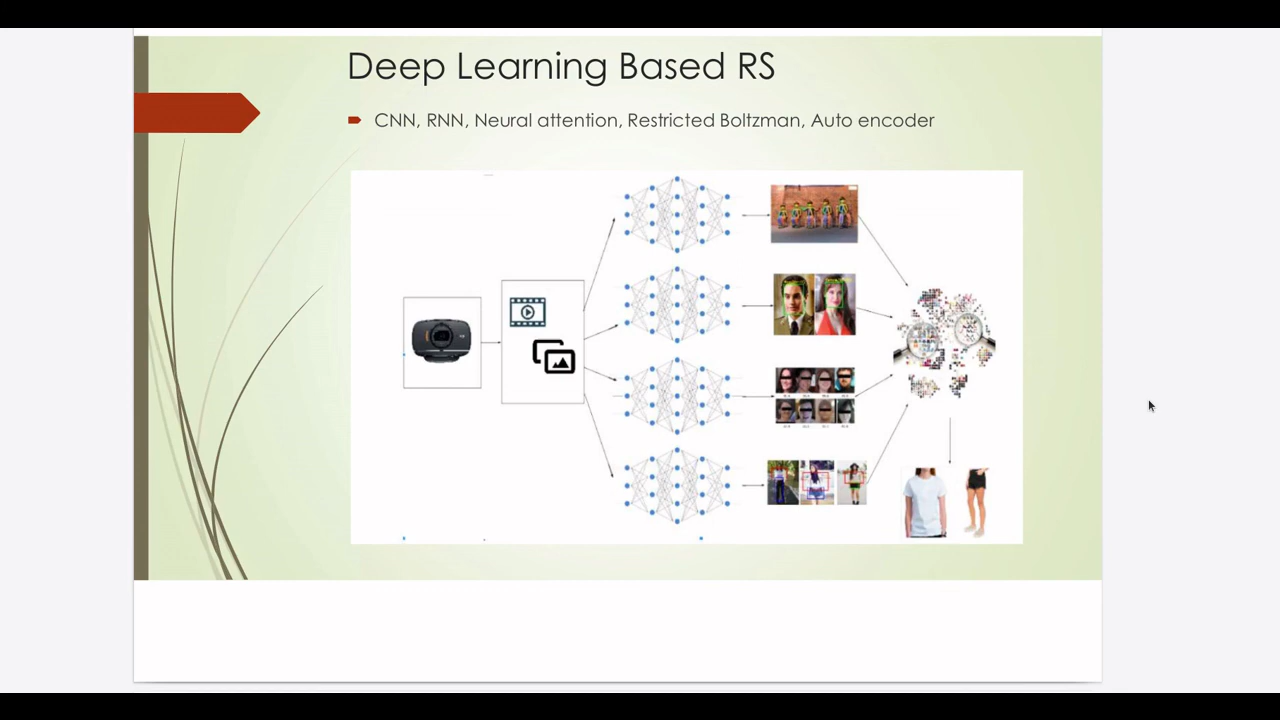 Deep Learning Based RS
CNN, RNN, Neural attention, Restricted Boltzman, Auto encoder